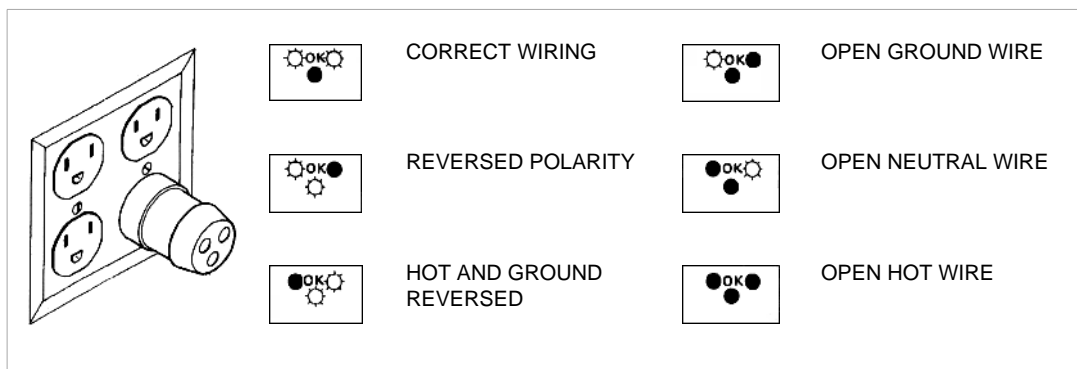 OK
CORRECT WIRING
OK
OPEN GROUND WIRE
OK
REVERSED POLARITY
OK
OPEN NEUTRAL WIRE
OK
HOT AND GROUND
REVERSED
OK
OPEN HOT WIRE